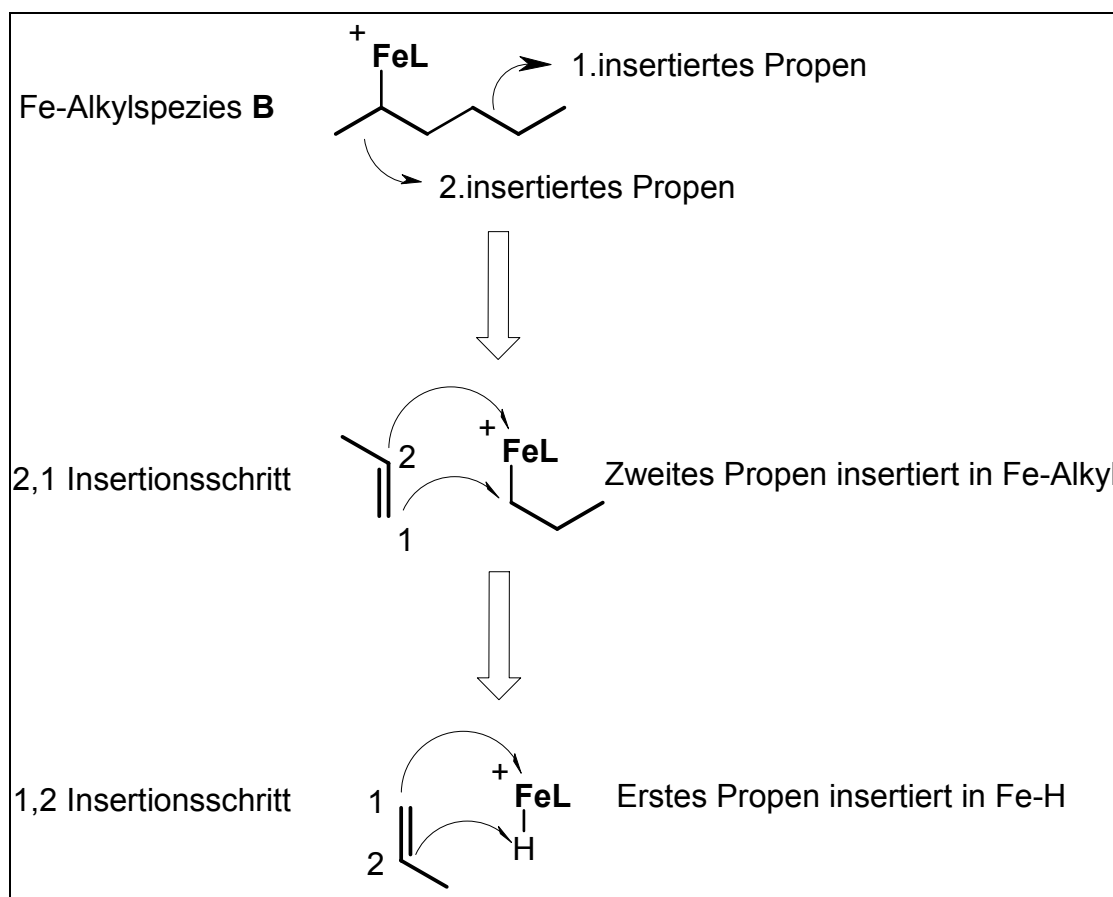 +
FeL
1.insertiertes Propen
Fe-Alkylspezies B
2.insertiertes Propen
+
FeL
2
2,1 Insertionsschritt
Zweites Propen insertiert in Fe-Alkyl
1
+
FeL
1
1,2 Insertionsschritt
Erstes Propen insertiert in Fe-H
H
2